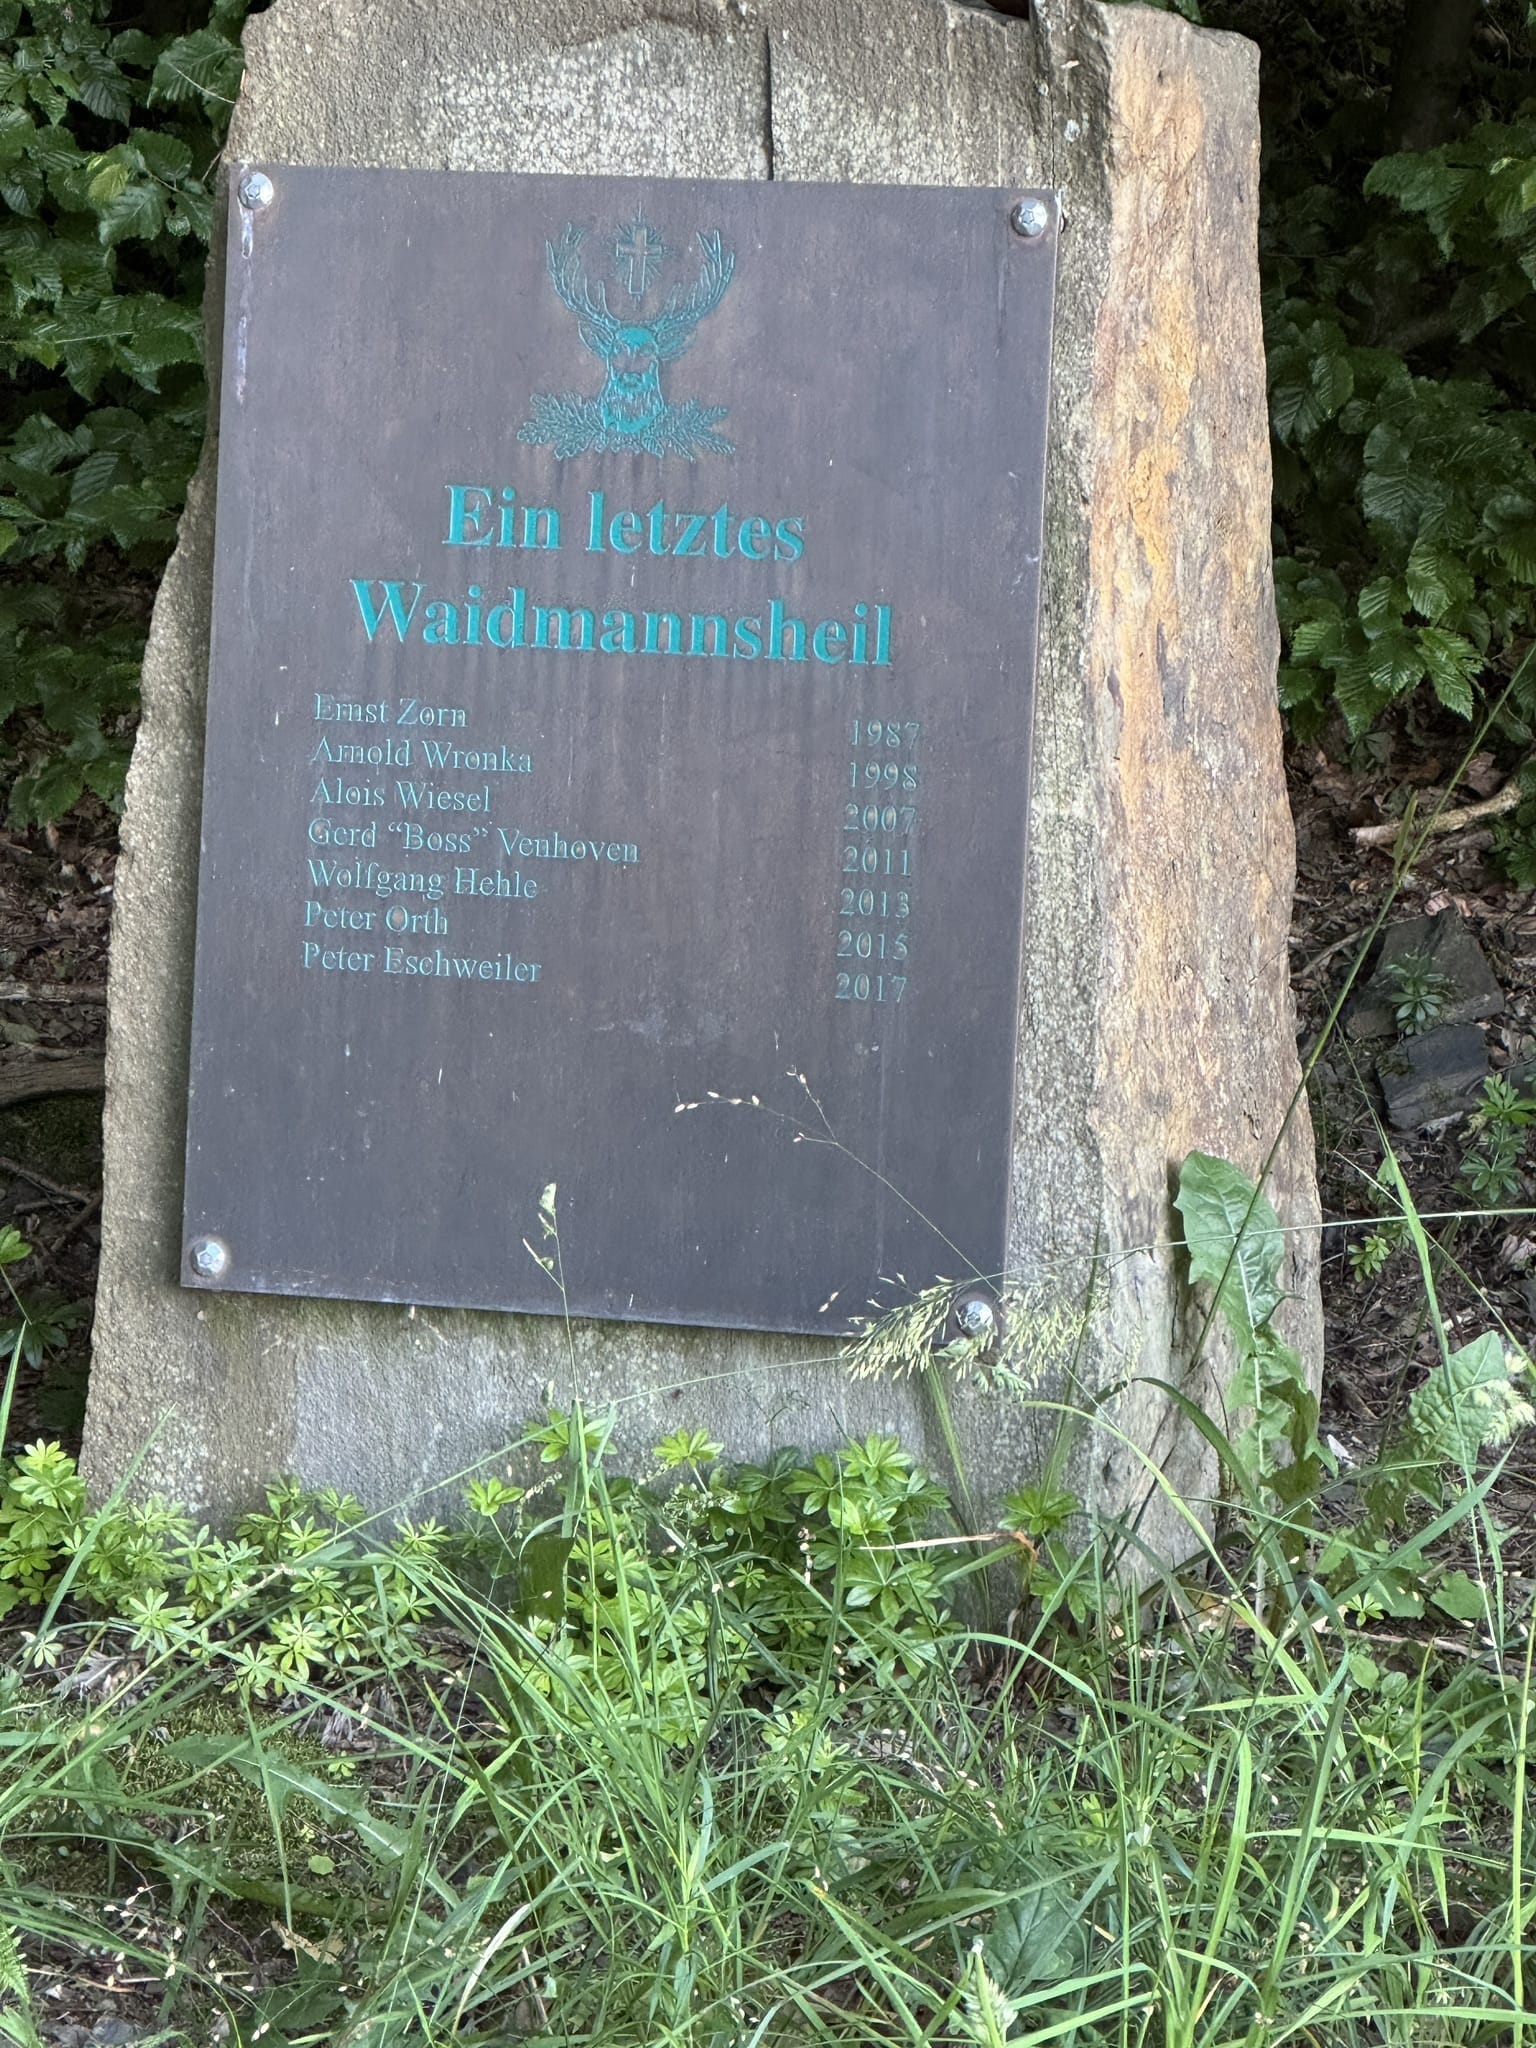 Ein letztes
Waidmannsheil
Ernst Zorn 1987
Arnold Wronka 1998
Alois Wiesel 2007
Gerd “Boss” Venhoven 2011
Wolfgang Hehle 2013
Peter Orth 2015
Peter Eschweiler 2017